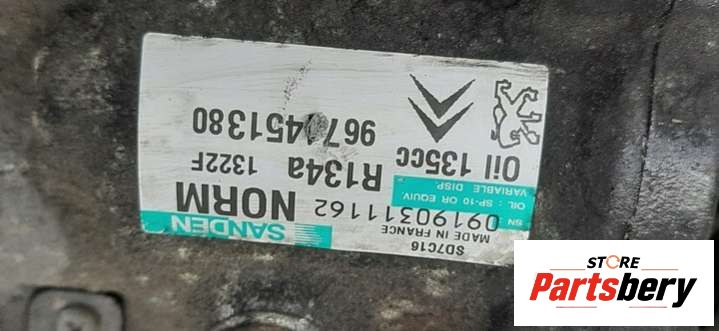 SANDEN
SD7C16
MADE IN FRANCE
NORM
SN 09190311162
OIL : SP-10 OR EQUIV.
VARIABLE DISP.
R134a 1322F
Oil 135cc
9671451380
STORE
Partsbery